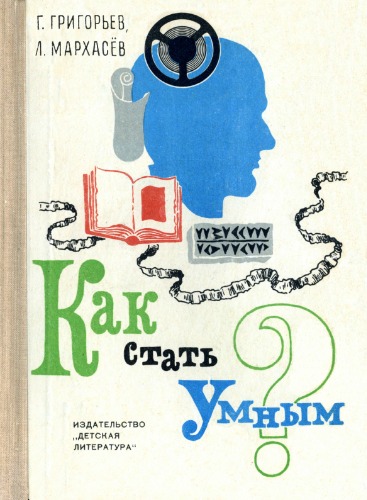 Г. ГРИГОРЬЕВ,
Л. МАРХАСЁВ
Как
стать
Умным
?
ИЗДАТЕЛЬСТВО
„ДЕТСКАЯ
ЛИТЕРАТУРА“